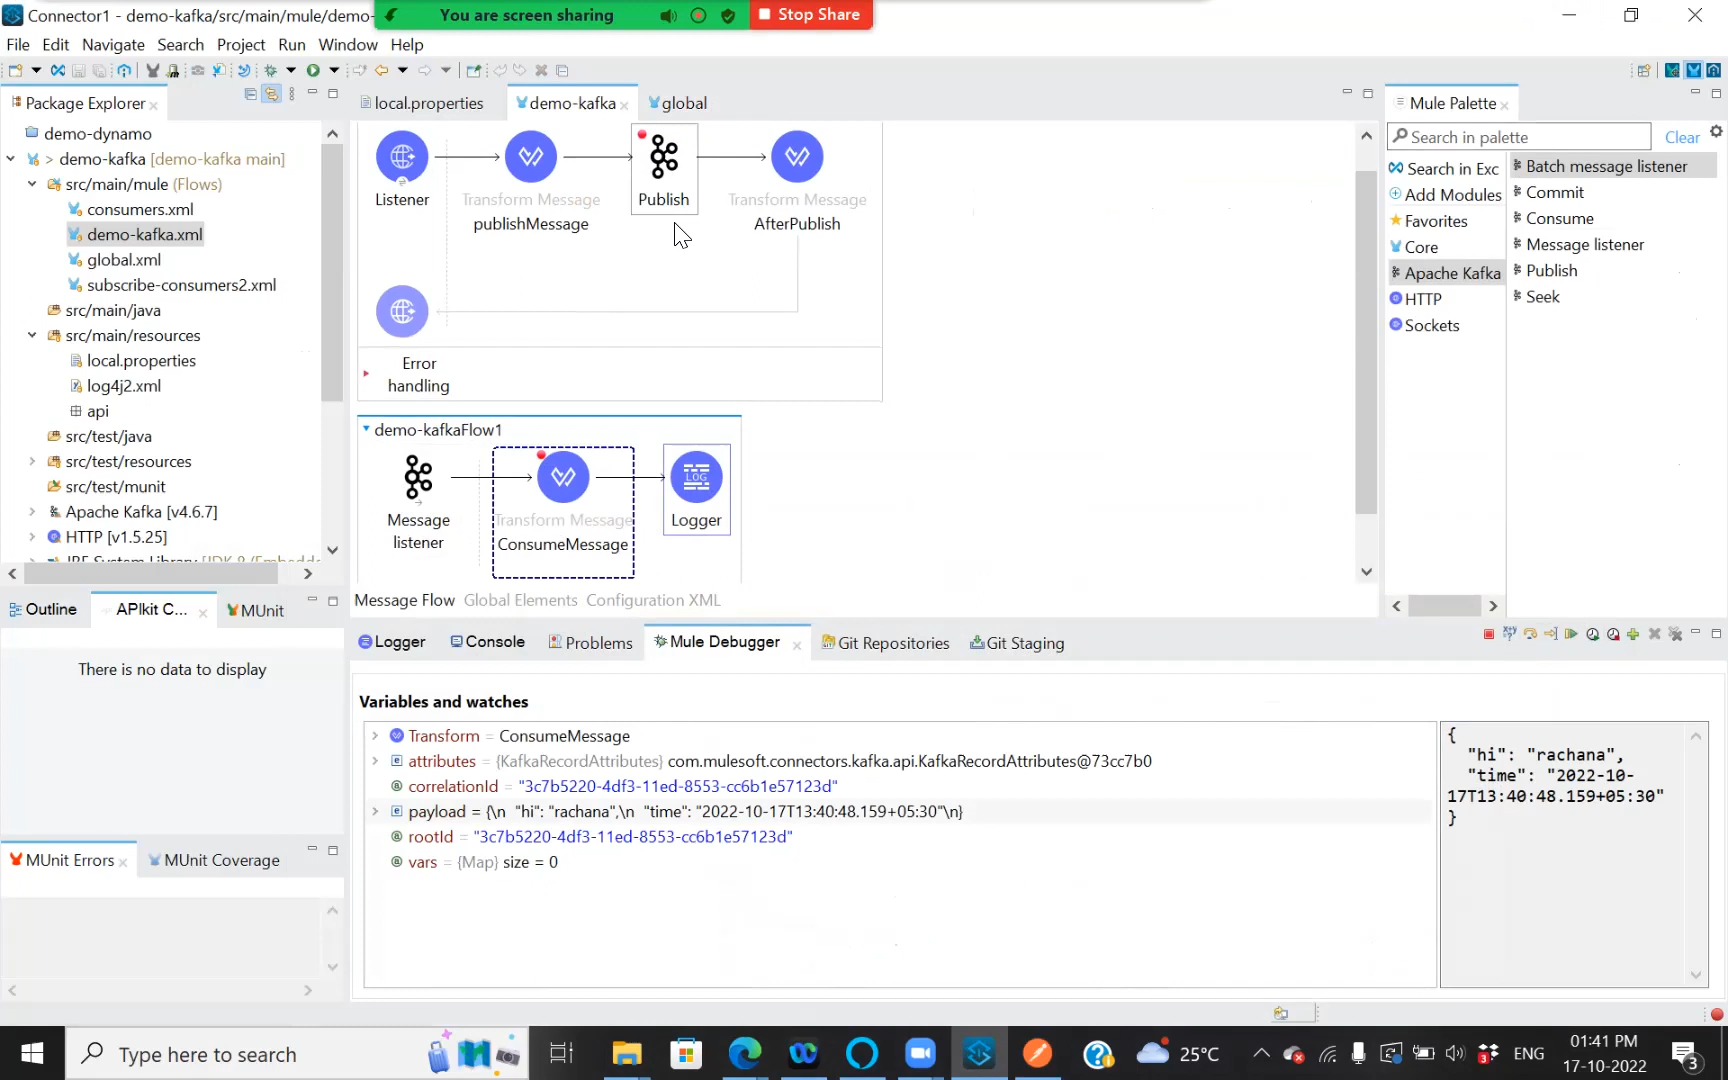 Connector1 - demo-kafka/src/main/mule/demo-
You are screen sharing
Stop Share
File Edit Navigate Search Project Run Window Help
Package Explorer
local.properties
demo-kafka
global
Mule Palette
demo-dynamo
> demo-kafka [demo-kafka main]
src/main/mule (Flows)
consumers.xml
demo-kafka.xml
global.xml
subscribe-consumers2.xml
src/main/java
src/main/resources
local.properties
log4j2.xml
api
src/test/java
src/test/resources
src/test/munit
Apache Kafka [v4.6.7]
HTTP [v1.5.25]
Listener
Transform Message
publishMessage
Publish
Transform Message
AfterPublish
Error
handling
demo-kafkaFlow1
Message
listener
Transform Message
ConsumeMessage
LOG
Logger
Message Flow Global Elements Configuration XML
Search in palette
Clear
Search in Exc
Add Modules
Favorites
Core
Apache Kafka
HTTP
Sockets
Batch message listener
Commit
Consume
Message listener
Publish
Seek
Outline
APIkit C...
MUnit
There is no data to display
MUnit Errors
MUnit Coverage
Logger
Console
Problems
Mule Debugger
Git Repositories
Git Staging
Variables and watches
Transform = ConsumeMessage
attributes = {KafkaRecordAttributes} com.mulesoft.connectors.kafka.api.KafkaRecordAttributes@73cc7b0
correlationId = "3c7b5220-4df3-11ed-8553-cc6b1e57123d"
payload = {\n "hi": "rachana",\n "time": "2022-10-17T13:40:48.159+05:30"\n}
rootId = "3c7b5220-4df3-11ed-8553-cc6b1e57123d"
vars = {Map} size = 0
{
"hi": "rachana",
"time": "2022-10-
17T13:40:48.159+05:30"
}
Type here to search
25°C
ENG
01:41 PM
17-10-2022
3